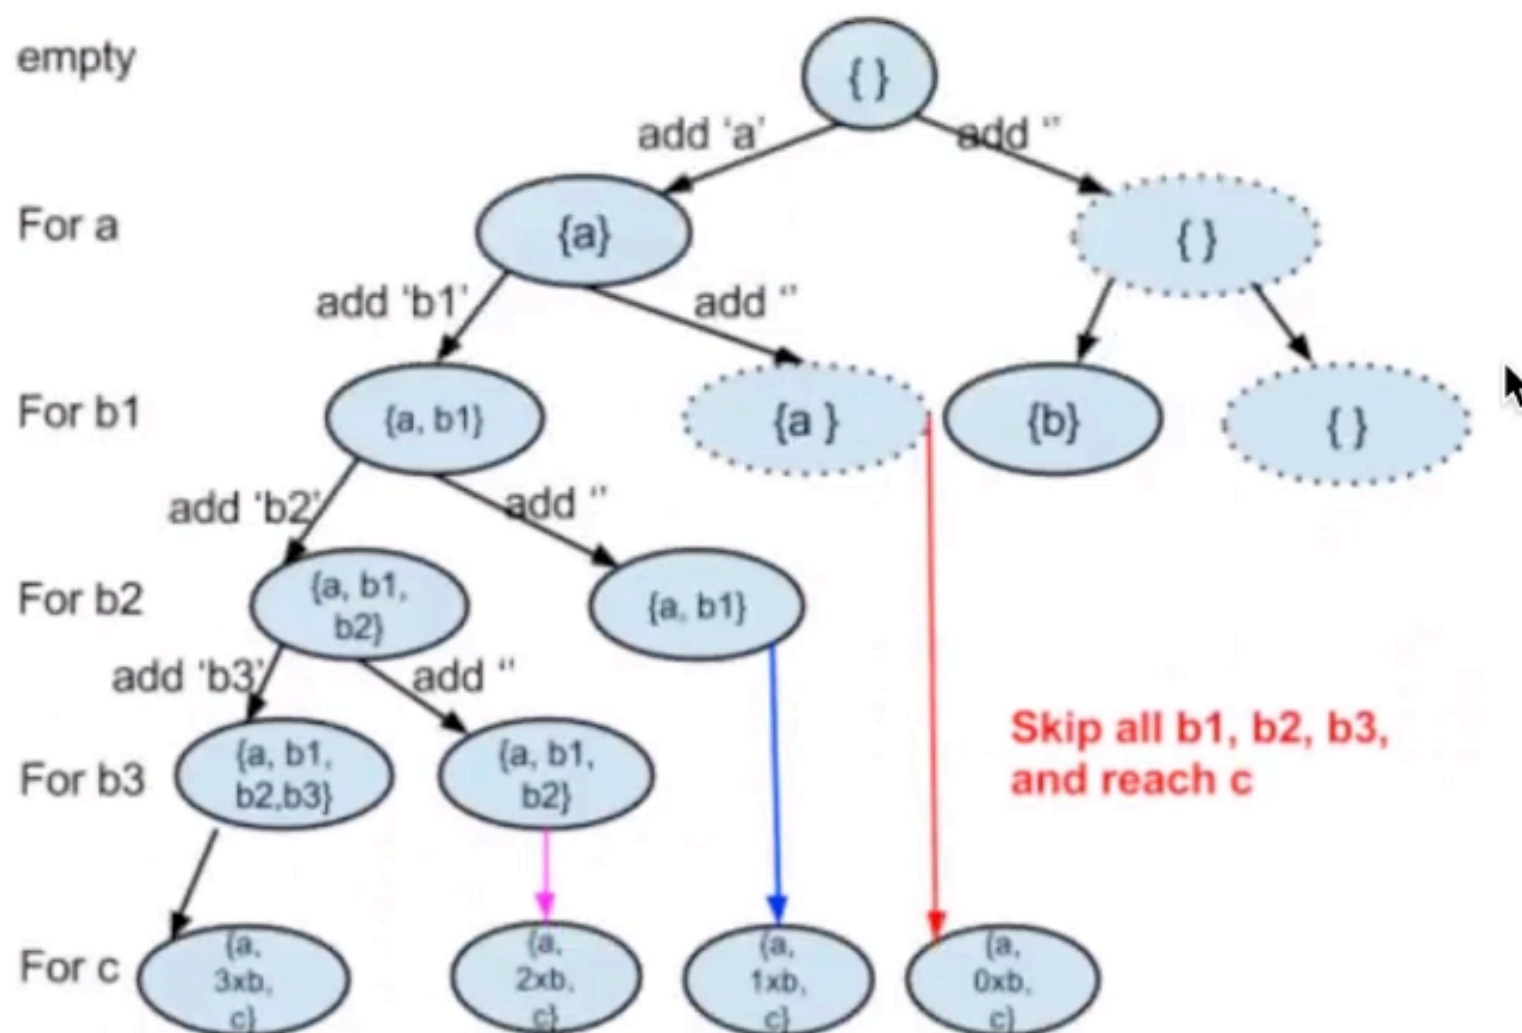 empty
{ }
add ‘a’
add ‘’
For a
{a}
{ }
add ‘b1’
add ‘’
For b1
{a, b1}
{a }
{b}
{ }
add ‘b2’
add ‘’
For b2
{a, b1,
b2}
{a, b1}
add ‘b3’
add ‘’
For b3
{a, b1,
b2,b3}
{a, b1,
b2}
Skip all b1, b2, b3,
and reach c
For c
{a,
3xb,
c}
{a,
2xb,
c}
{a,
1xb,
c}
{a,
0xb,
c}